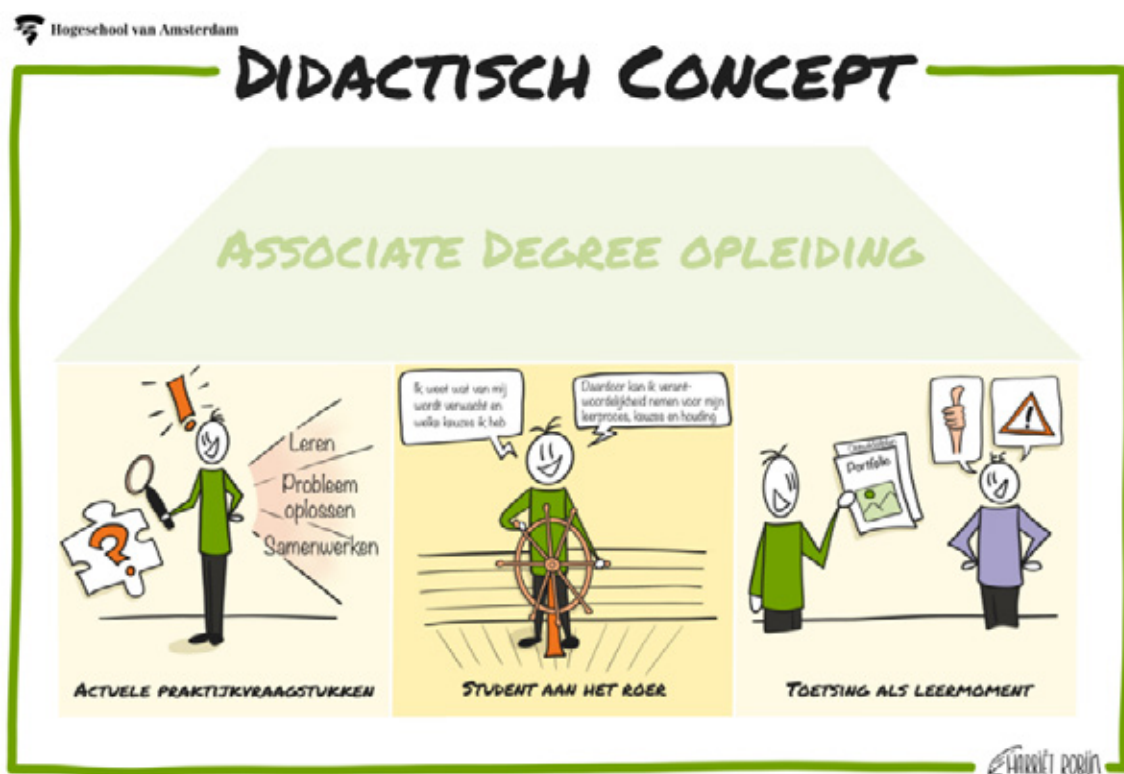 Hogeschool van Amsterdam
DIDACTISCH CONCEPT
ASSOCIATE DEGREE OPLEIDING
Leren
Probleem
oplossen
Samenwerken
ACTUELE PRAKTIJKVRAAGSTUKKEN
Ik weet wat van mij
wordt verwacht en
welke keuzes ik heb
Daardoor kan ik verant-
woordelijkheid nemen voor mijn
leerproces, keuzes en houding
STUDENT AAN HET ROER
Portfolio
TOETSING ALS LEERMOMENT
HARRIËT ROBIJN